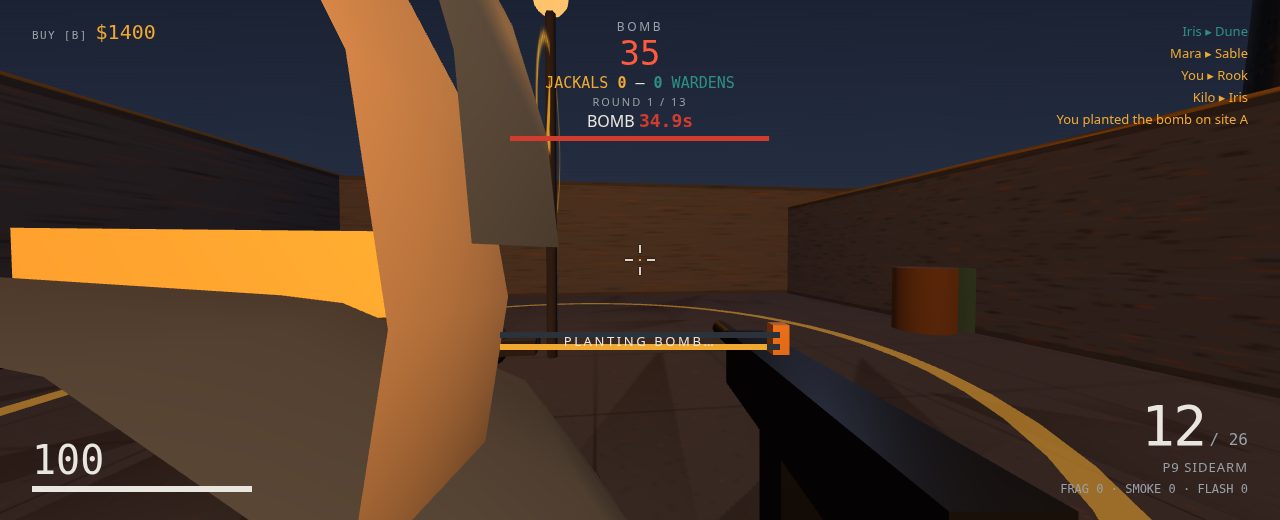 BUY [B] $1400
BOMB
35
JACKALS 0 — 0 WARDENS
ROUND 1 / 13
BOMB 34.9s
Iris ▸ Dune
Mara ▸ Sable
You ▸ Rook
Kilo ▸ Iris
You planted the bomb on site A
PLANTING BOMB…
100
12 / 26
P9 SIDEARM
FRAG 0 · SMOKE 0 · FLASH 0